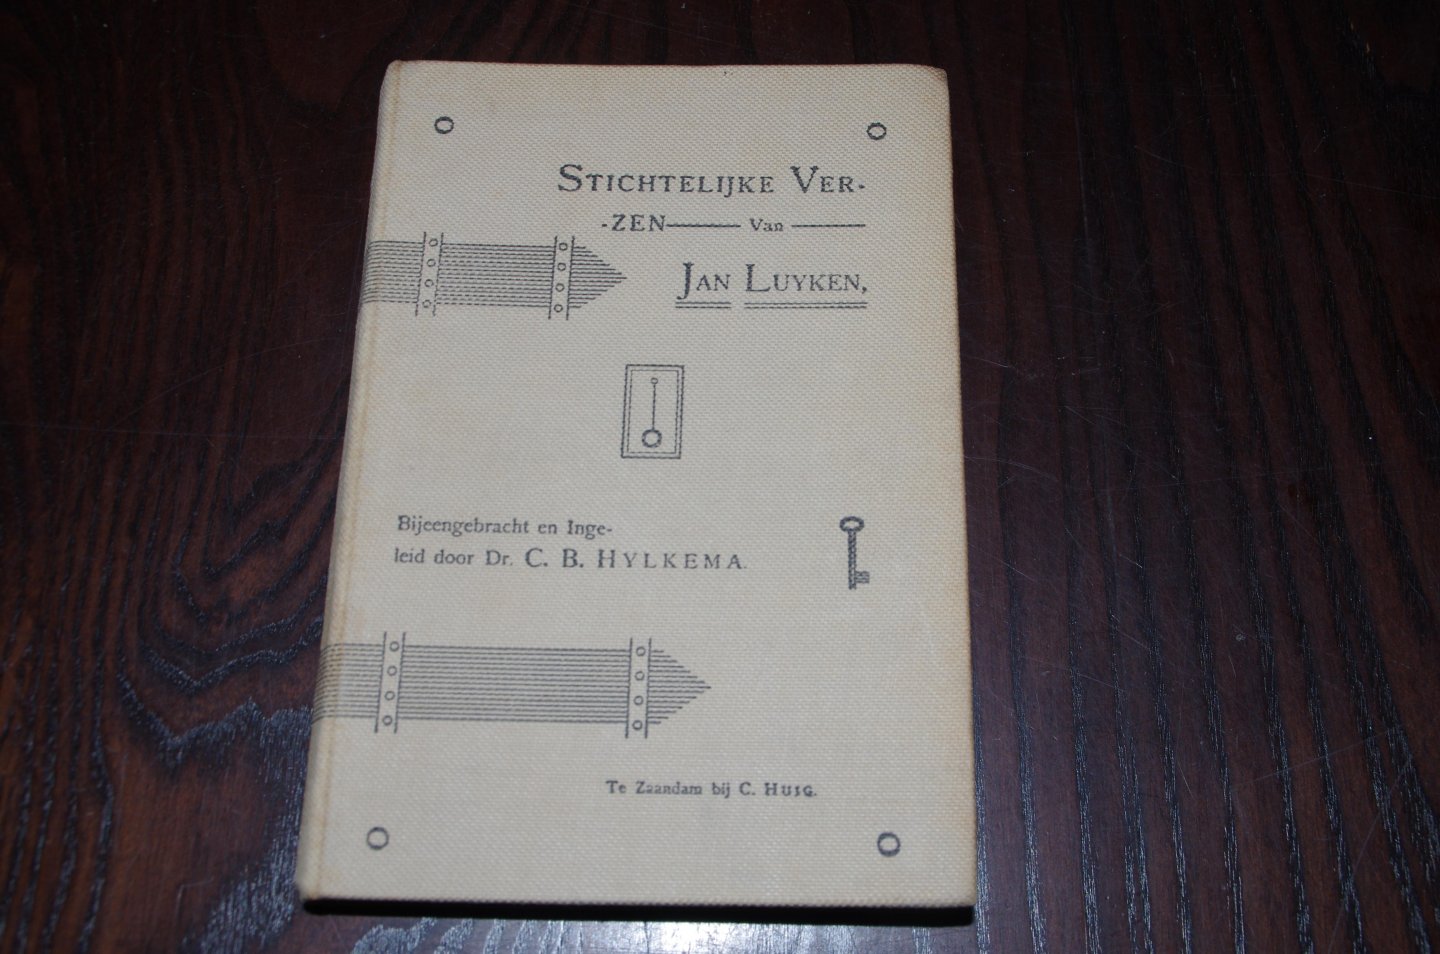 Stichtelijke Ver-
-zen Van
Jan Luyken,
Bijeengebracht en Inge-
leid door Dr. C. B. Hylkema.
Te Zaandam bij C. Huig.